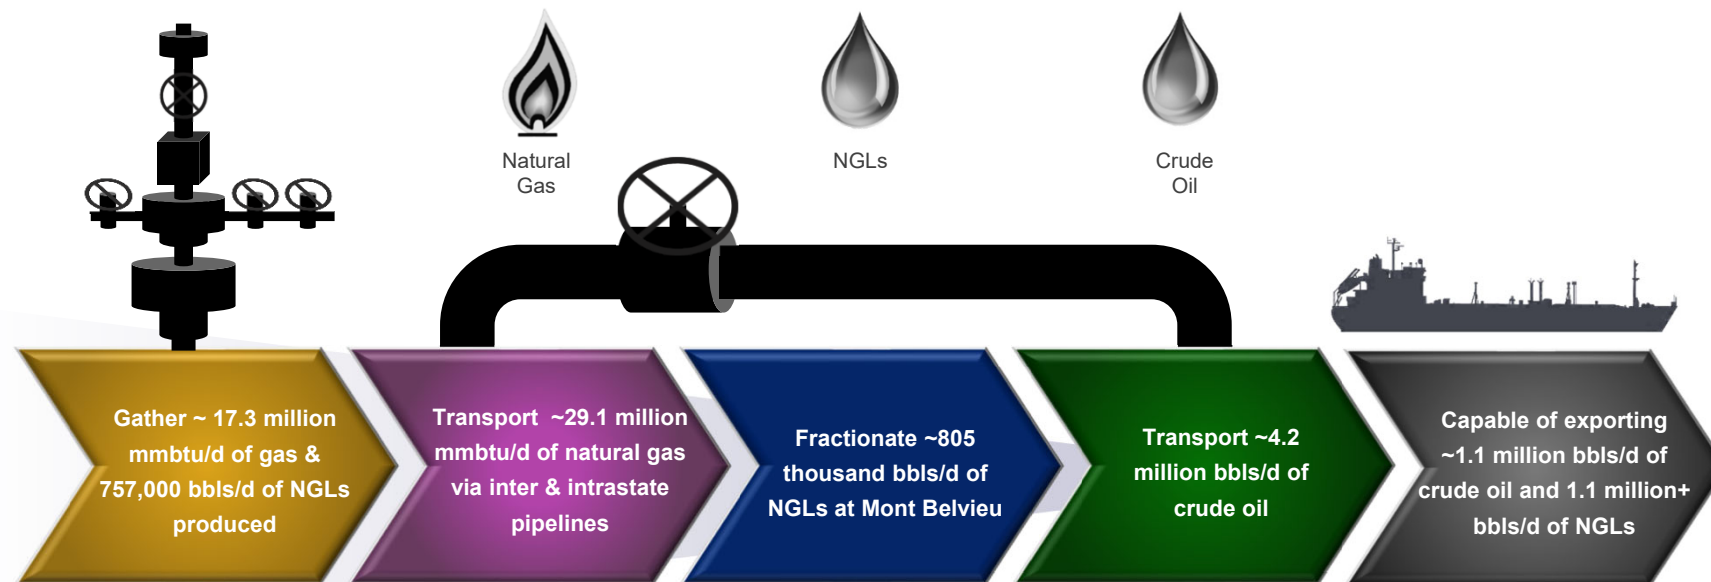 Natural
Gas
NGLs
Crude
Oil
Gather ~ 17.3 million
mmbtu/d of gas &
757,000 bbls/d of NGLs
produced
Transport ~29.1 million
mmbtu/d of natural gas
via inter & intrastate
pipelines
Fractionate ~805
thousand bbls/d of
NGLs at Mont Belvieu
Transport ~4.2
million bbls/d of
crude oil
Capable of exporting
~1.1 million bbls/d of
crude oil and 1.1 million+
bbls/d of NGLs